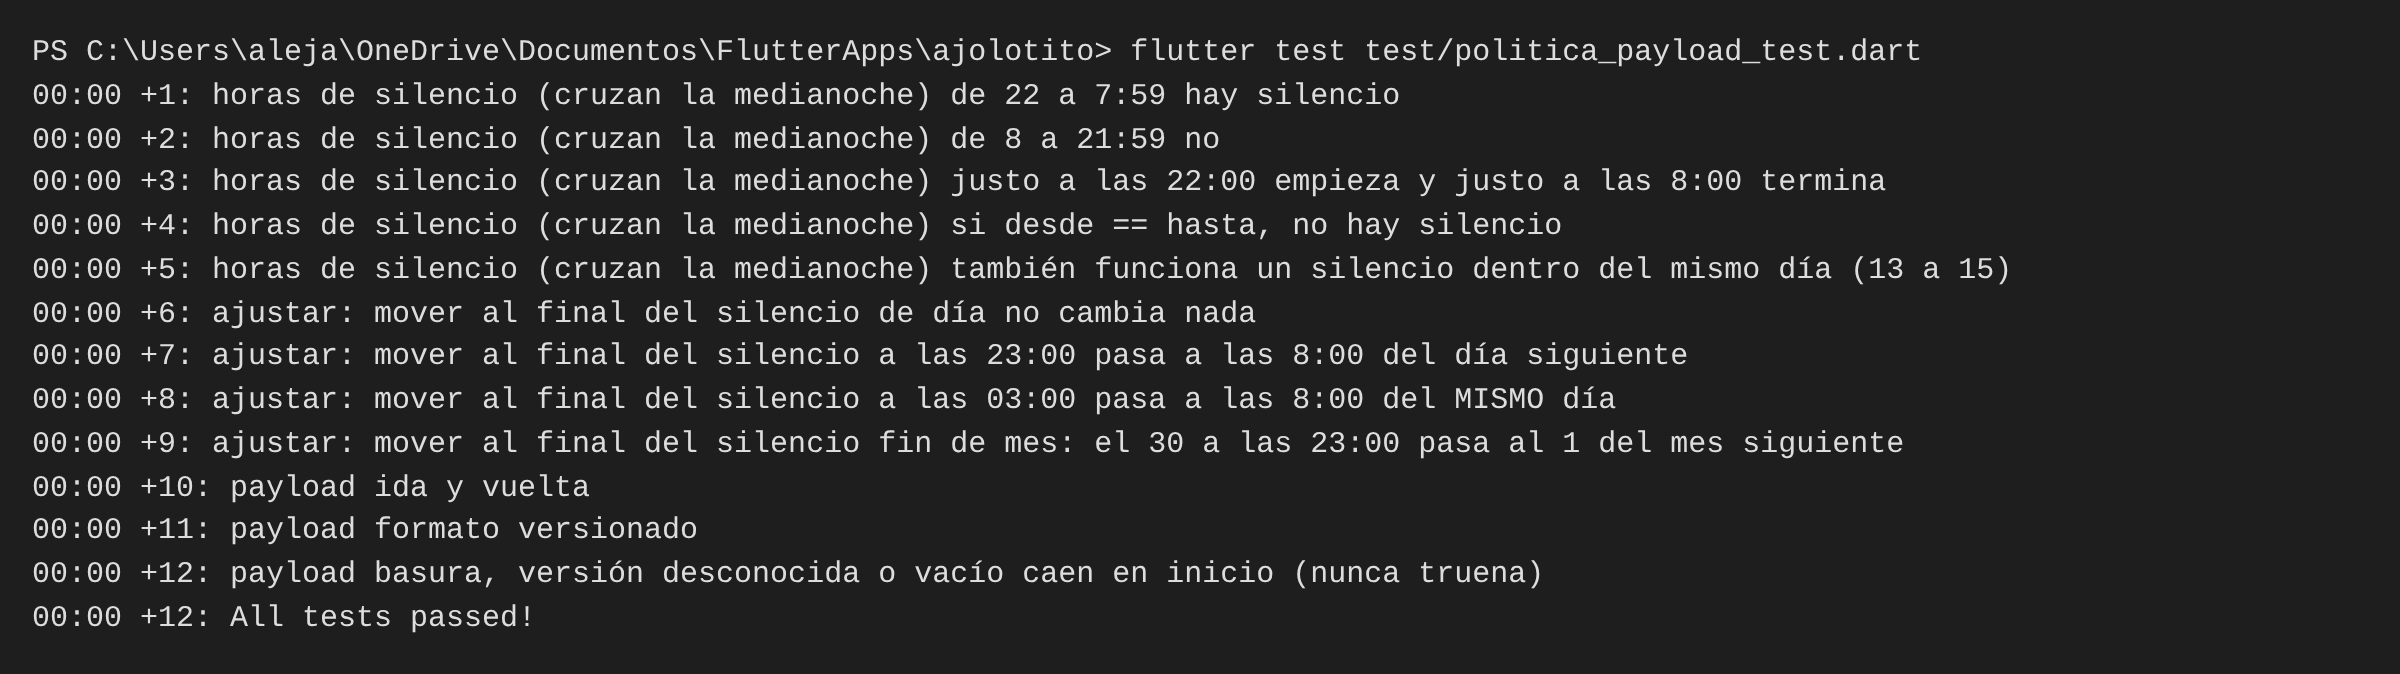 PS C:\Users\aleja\OneDrive\Documentos\FlutterApps\ajolotito> flutter test test/politica_payload_test.dart
00:00 +1: horas de silencio (cruzan la medianoche) de 22 a 7:59 hay silencio
00:00 +2: horas de silencio (cruzan la medianoche) de 8 a 21:59 no
00:00 +3: horas de silencio (cruzan la medianoche) justo a las 22:00 empieza y justo a las 8:00 termina
00:00 +4: horas de silencio (cruzan la medianoche) si desde == hasta, no hay silencio
00:00 +5: horas de silencio (cruzan la medianoche) también funciona un silencio dentro del mismo día (13 a 15)
00:00 +6: ajustar: mover al final del silencio de día no cambia nada
00:00 +7: ajustar: mover al final del silencio a las 23:00 pasa a las 8:00 del día siguiente
00:00 +8: ajustar: mover al final del silencio a las 03:00 pasa a las 8:00 del MISMO día
00:00 +9: ajustar: mover al final del silencio fin de mes: el 30 a las 23:00 pasa al 1 del mes siguiente
00:00 +10: payload ida y vuelta
00:00 +11: payload formato versionado
00:00 +12: payload basura, versión desconocida o vacío caen en inicio (nunca truena)
00:00 +12: All tests passed!